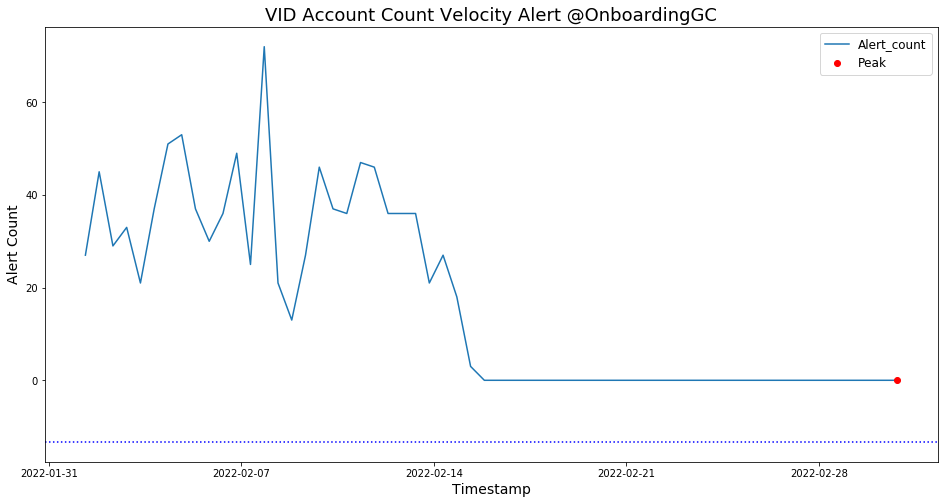 VID Account Count Velocity Alert @OnboardingGC
Alert_count
Peak
60
40
20
0
Alert Count
2022-01-31
2022-02-07
2022-02-14
2022-02-21
2022-02-28
Timestamp